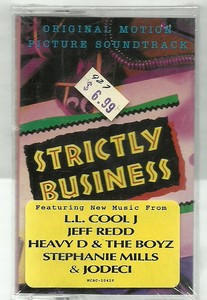 ORIGINAL MOTION
PICTURE SOUNDTRACK
927
$6.99
STRICTLY
BUSINESS
Featuring New Music From
L.L. COOL J
JEFF REDD
HEAVY D & THE BOYZ
STEPHANIE MILLS
& JODECI